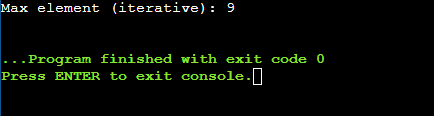 Max element (iterative): 9
...Program finished with exit code 0
Press ENTER to exit console.